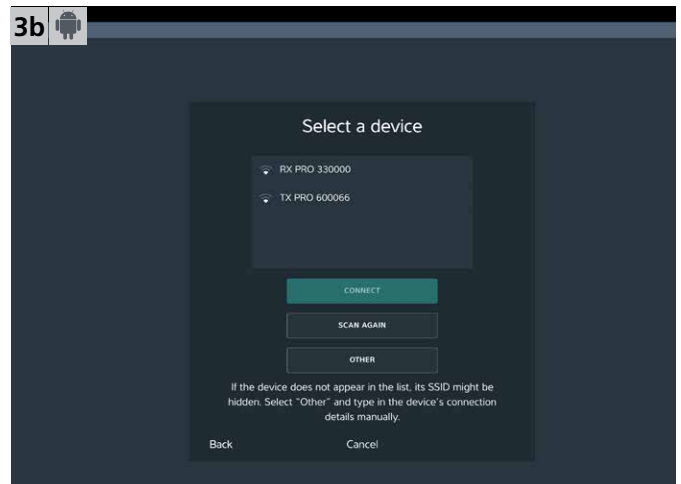 3b
Select a device
RX PRO 330000
TX PRO 600066
CONNECT
SCAN AGAIN
OTHER
If the device does not appear in the list, its SSID might be
hidden. Select "Other" and type in the device's connection
details manually.
Back Cancel